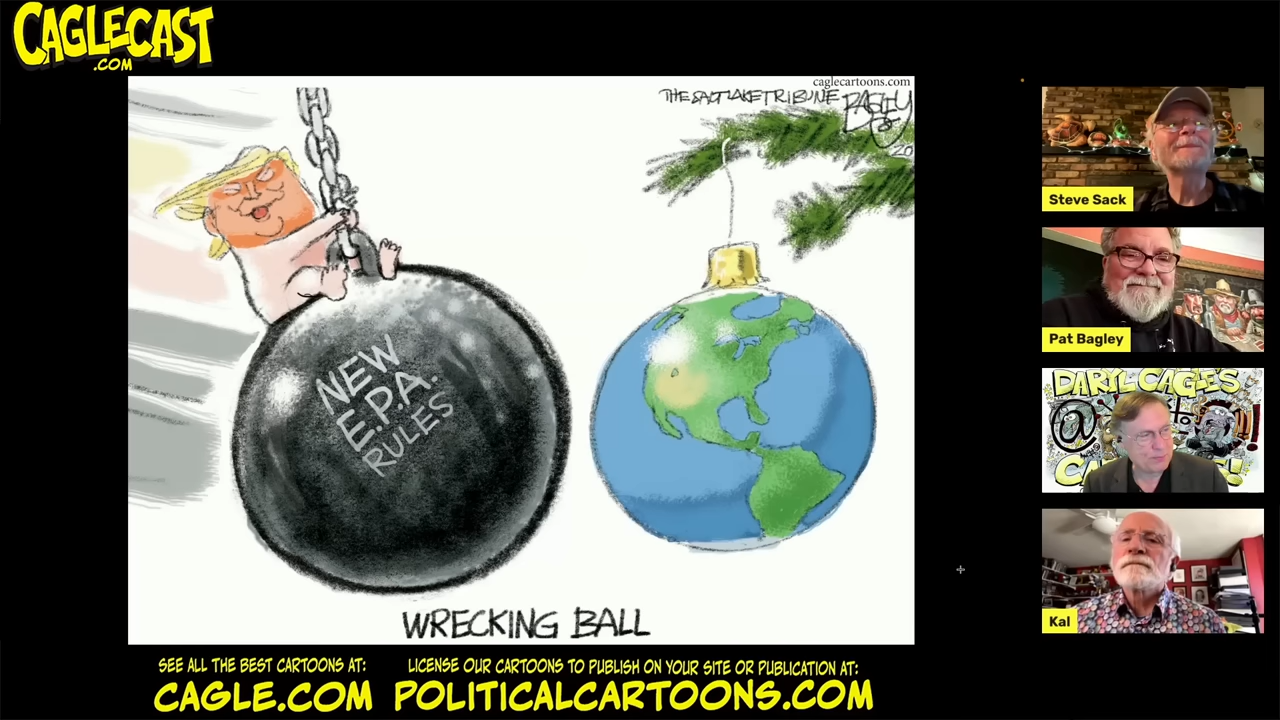 CAGLECAST
.COM
caglecartoons.com
THE SALT LAKE TRIBUNE BAGLEY
20
NEW
E.P.A.
RULES
WRECKING BALL
Steve Sack
Pat Bagley
DARYL CAGLE'S
Kal
SEE ALL THE BEST CARTOONS AT:
CAGLE.COM
LICENSE OUR CARTOONS TO PUBLISH ON YOUR SITE OR PUBLICATION AT:
POLITICALCARTOONS.COM